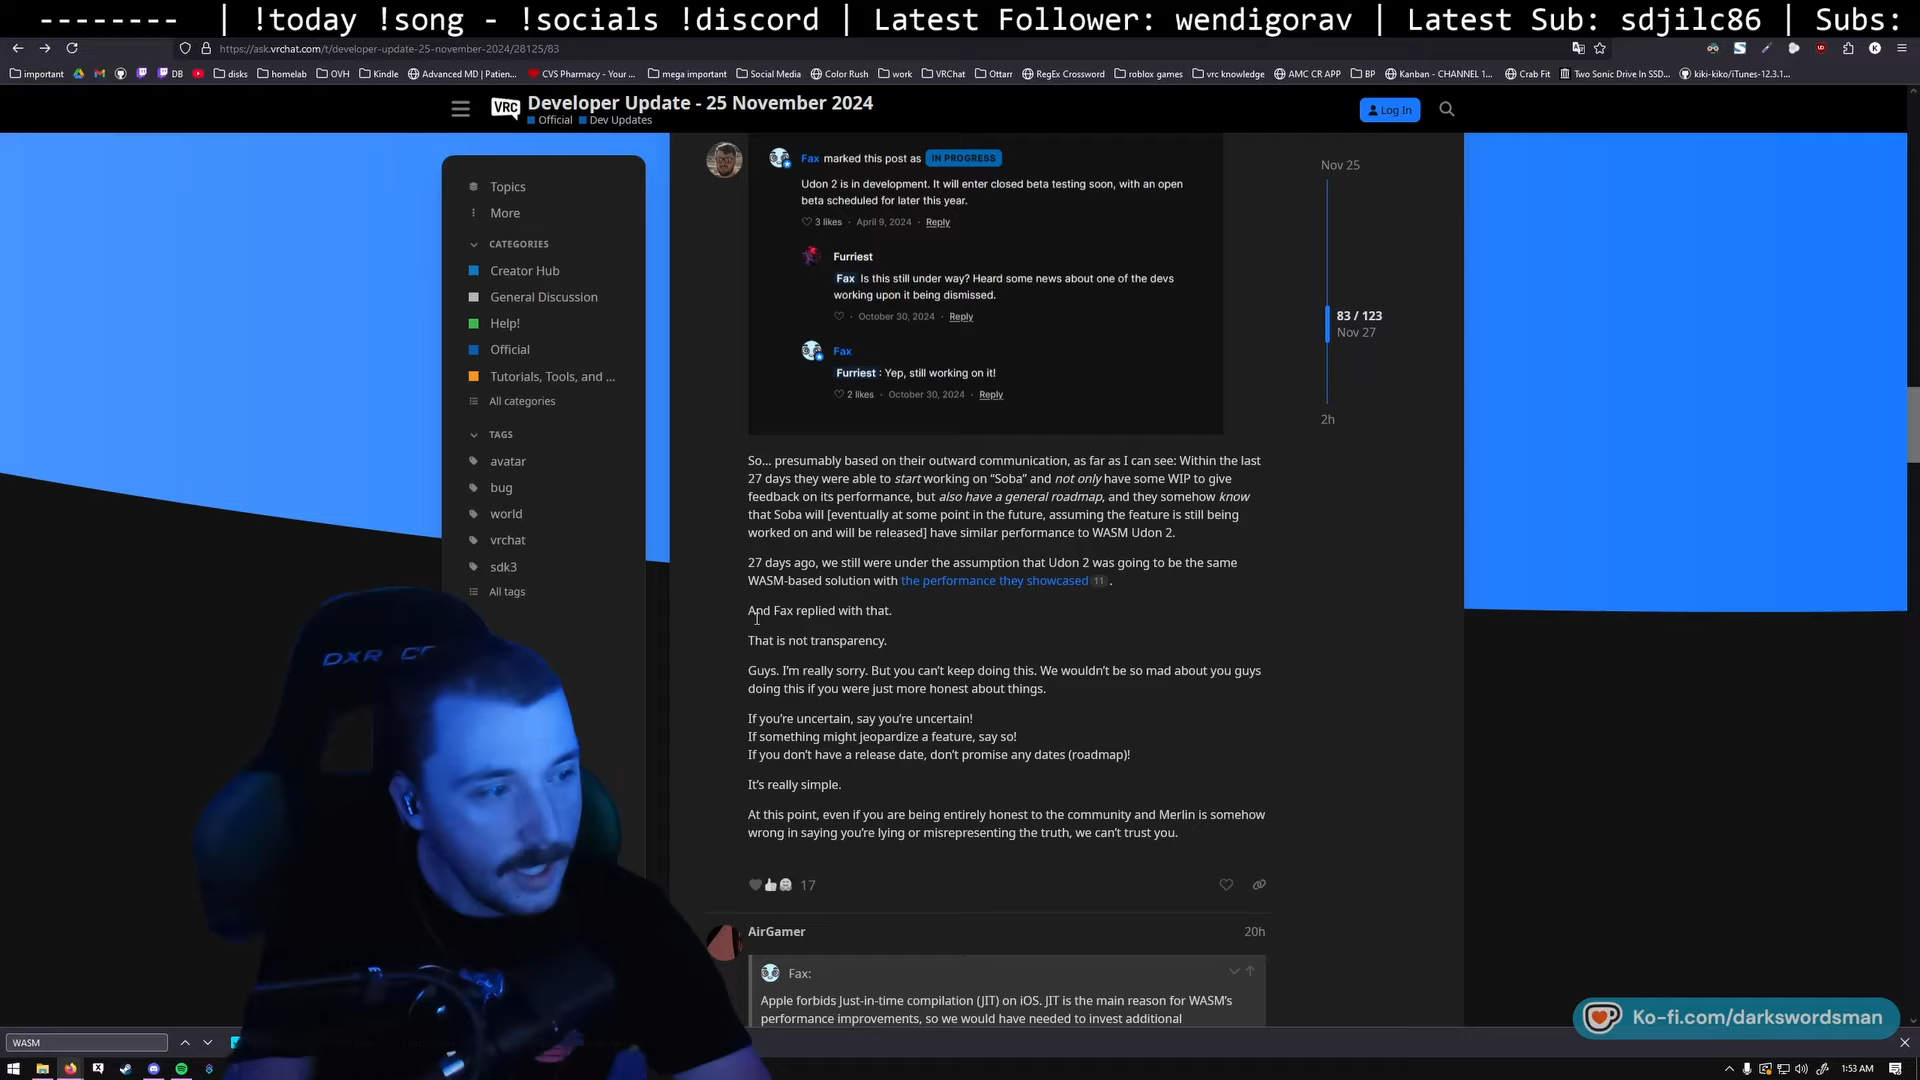 -------- | !today !song - !socials !discord | Latest Follower: wendigorav | Latest Sub: sdjilc86 | Subs:
https://ask.vrchat.com/t/developer-update-25-november-2024/28125/83
important
DB
disks
homelab
OVH
Kindle
Advanced MD | Patien...
CVS Pharmacy - Your ...
mega important
Social Media
Color Rush
work
VRChat
Ottarr
RegEx Crossword
roblox games
vrc knowledge
AMC CR APP
BP
Kanban - CHANNEL 1...
Crab Fit
Two Sonic Drive In SSD...
kiki-kiko/iTunes-12.3.1...
VRC
Developer Update - 25 November 2024
Official Dev Updates
Log In
Topics
More
CATEGORIES
Creator Hub
General Discussion
Help!
Official
Tutorials, Tools, and ...
All categories
TAGS
avatar
bug
world
vrchat
sdk3
All tags
Fax marked this post as IN PROGRESS
Udon 2 is in development. It will enter closed beta testing soon, with an open
beta scheduled for later this year.
3 likes · April 9, 2024 · Reply
Furriest
Fax Is this still under way? Heard some news about one of the devs
working upon it being dismissed.
· October 30, 2024 · Reply
Fax
Furriest : Yep, still working on it!
2 likes · October 30, 2024 · Reply
Nov 25
83 / 123
Nov 27
2h
So… presumably based on their outward communication, as far as I can see: Within the last
27 days they were able to start working on “Soba” and not only have some WIP to give
feedback on its performance, but also have a general roadmap, and they somehow know
that Soba will [eventually at some point in the future, assuming the feature is still being
worked on and will be released] have similar performance to WASM Udon 2.
27 days ago, we still were under the assumption that Udon 2 was going to be the same
WASM-based solution with the performance they showcased 11 .
And Fax replied with that.
That is not transparency.
Guys. I’m really sorry. But you can’t keep doing this. We wouldn’t be so mad about you guys
doing this if you were just more honest about things.
If you’re uncertain, say you’re uncertain!
If something might jeopardize a feature, say so!
If you don’t have a release date, don’t promise any dates (roadmap)!
It’s really simple.
At this point, even if you are being entirely honest to the community and Merlin is somehow
wrong in saying you’re lying or misrepresenting the truth, we can’t trust you.
17
AirGamer
20h
Fax:
Apple forbids Just-in-time compilation (JIT) on iOS. JIT is the main reason for WASM’s
performance improvements, so we would have needed to invest additional
Ko-fi.com/darkswordsman
WASM
1:53 AM